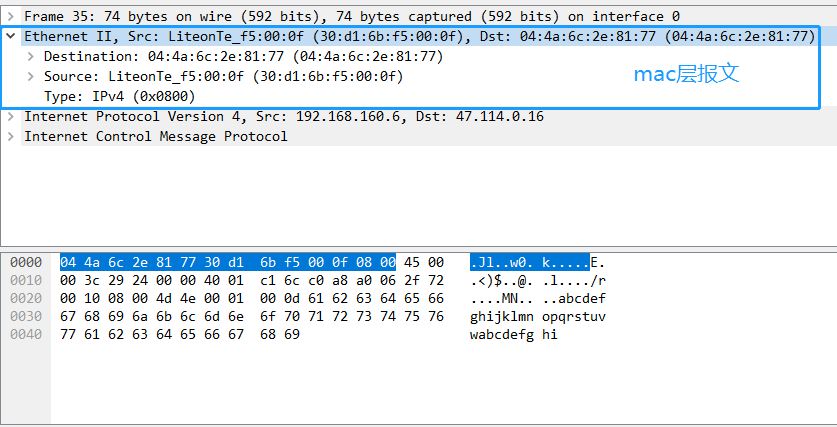 Frame 35: 74 bytes on wire (592 bits), 74 bytes captured (592 bits) on interface 0
Ethernet II, Src: LiteonTe_f5:00:0f (30:d1:6b:f5:00:0f), Dst: 04:4a:6c:2e:81:77 (04:4a:6c:2e:81:77)
Destination: 04:4a:6c:2e:81:77 (04:4a:6c:2e:81:77)
Source: LiteonTe_f5:00:0f (30:d1:6b:f5:00:0f)
mac层报文
Type: IPv4 (0x0800)
Internet Protocol Version 4, Src: 192.168.160.6, Dst: 47.114.0.16
Internet Control Message Protocol
0000 04 4a 6c 2e 81 77 30 d1 6b f5 00 0f 08 00 45 00 .Jl..w0. k.....E.
0010 00 3c 29 24 00 00 40 01 c1 6c c0 a8 a0 06 2f 72 .<)$..@. .l..../r
0020 00 10 08 00 4d 4e 00 01 00 0d 61 62 63 64 65 66 ....MN.. ..abcdef
0030 67 68 69 6a 6b 6c 6d 6e 6f 70 71 72 73 74 75 76 ghijklmn opqrstuv
0040 77 61 62 63 64 65 66 67 68 69 wabcdefg hi